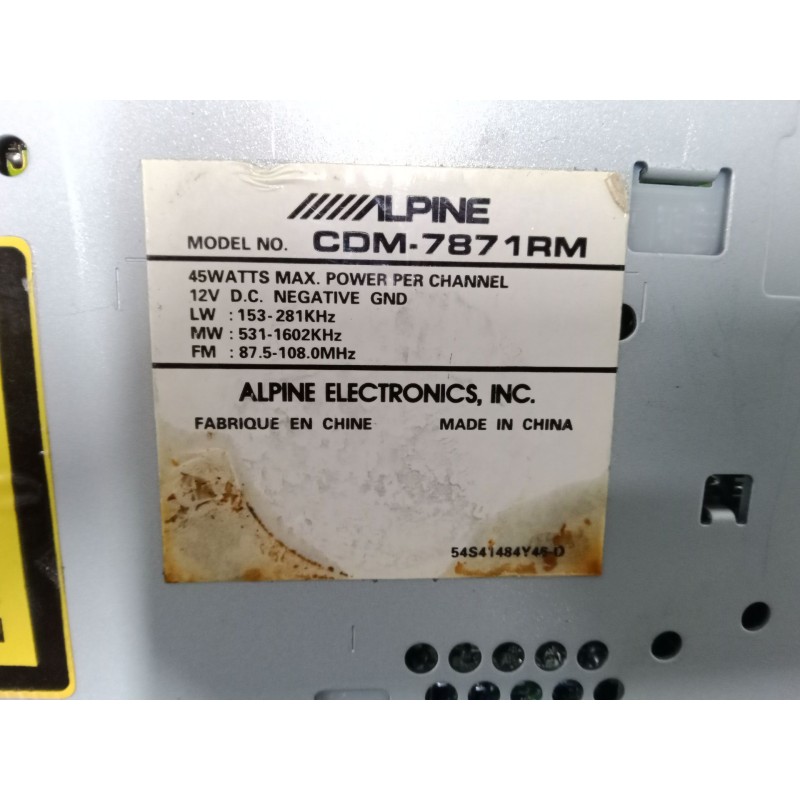 ALPINE
MODEL NO. CDM-7871RM
45WATTS MAX. POWER PER CHANNEL
12V D.C. NEGATIVE GND
LW : 153-281KHz
MW : 531-1602KHz
FM : 87.5-108.0MHz
ALPINE ELECTRONICS, INC.
FABRIQUE EN CHINE MADE IN CHINA